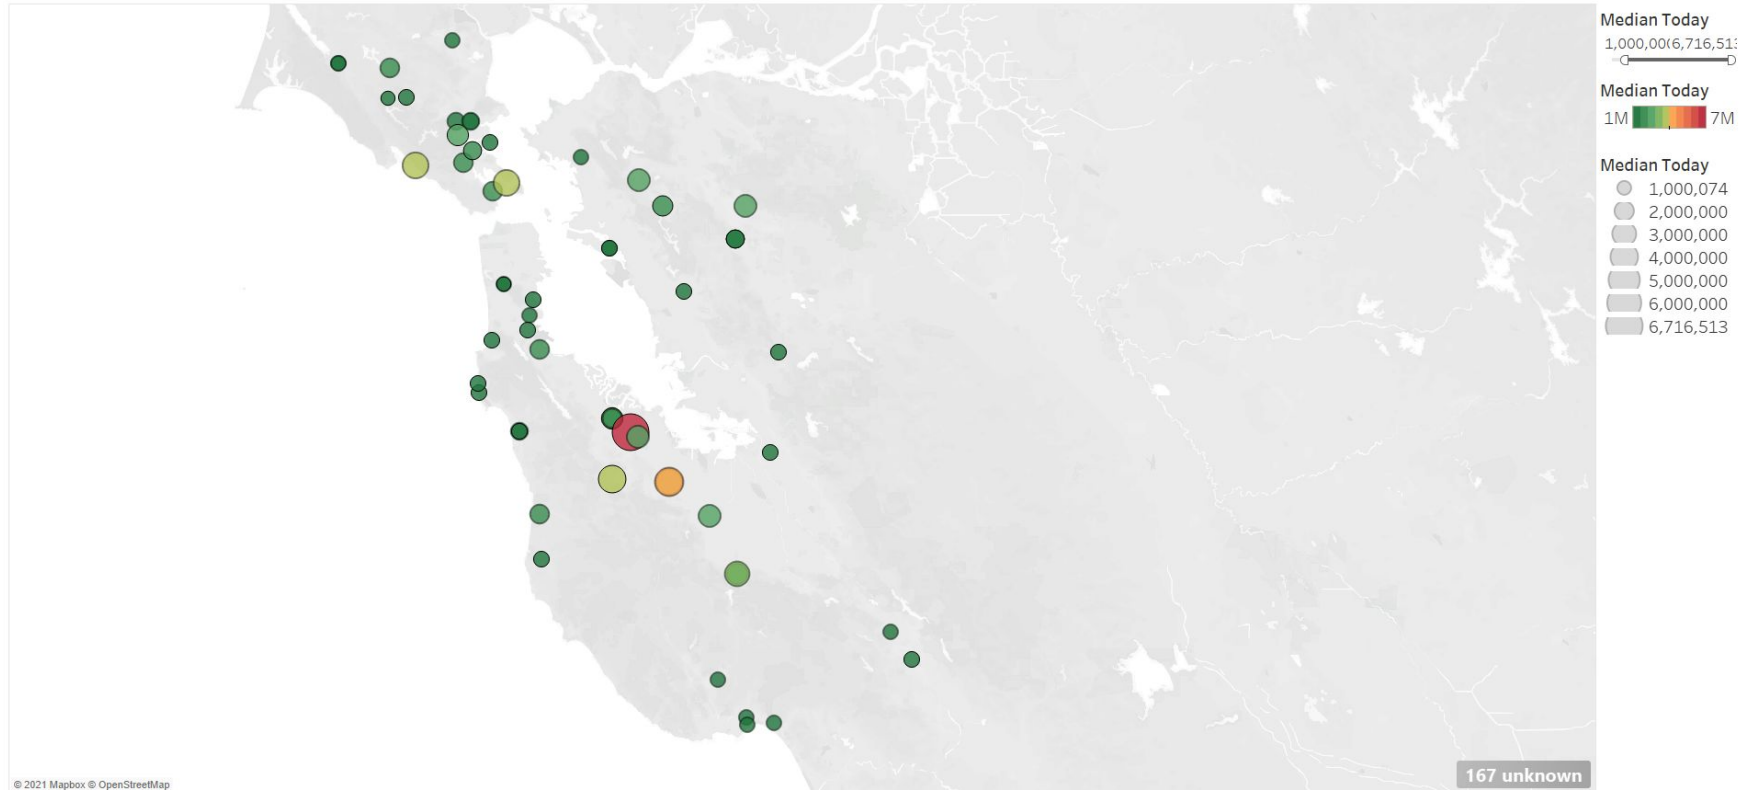 Median Today
1,000,00(6,716,513
Median Today
1M 7M
Median Today
1,000,074
2,000,000
3,000,000
4,000,000
5,000,000
6,000,000
6,716,513
167 unknown
© 2021 Mapbox © OpenStreetMap